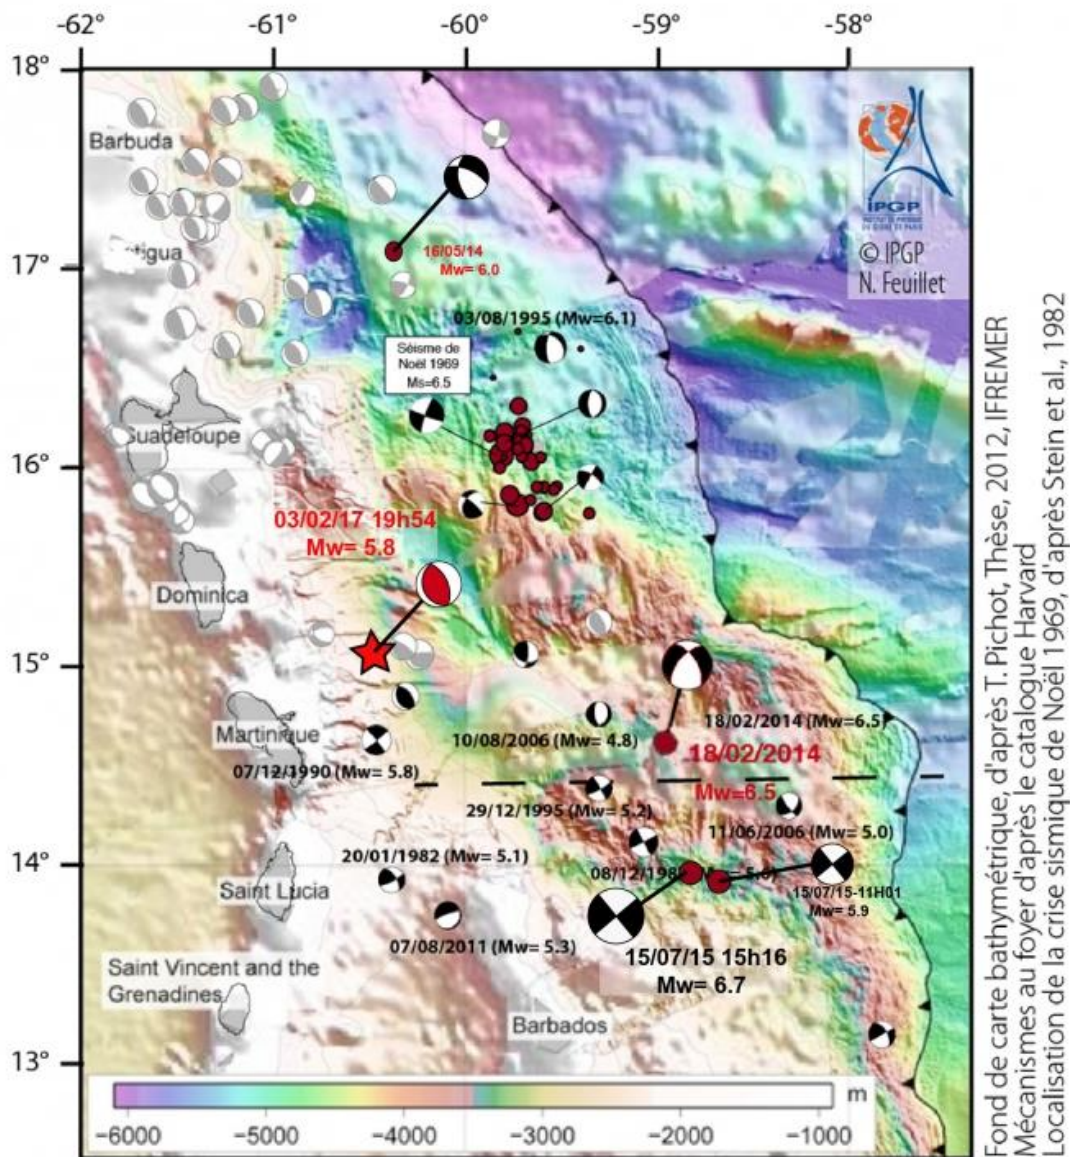 -62° -61° -60° -59° -58°
18°
Barbuda
IPGP
© IPGP
N. Feuillet
tigua
17°
16/05/14
Mw= 6.0
03/08/1995 (Mw=6.1)
Séisme de
Noël 1969
Ms=6.5
Guadeloupe
16°
03/02/17 19h54
Mw= 5.8
Dominica
15°
Martinique
18/02/2014 (Mw=6.5)
10/08/2006 (Mw= 4.8)
18/02/2014
07/12/1990 (Mw= 5.8)
Mw=6.5
29/12/1995 (Mw= 5.2)
11/06/2006 (Mw= 5.0)
20/01/1982 (Mw= 5.1)
14°
Saint Lucia
15/07/15-11H01
Mw= 5.9
07/08/2011 (Mw= 5.3)
15/07/15 15h16
Mw= 6.7
Saint Vincent and the
Grenadines
Barbados
13°
m
−6000 −5000 −4000 −3000 −2000 −1000
Fond de carte bathymétrique, d'après T. Pichot, Thèse, 2012, IFREMER
Mécanismes au foyer d'après le catalogue Harvard
Localisation de la crise sismique de Noël 1969, d'après Stein et al., 1982